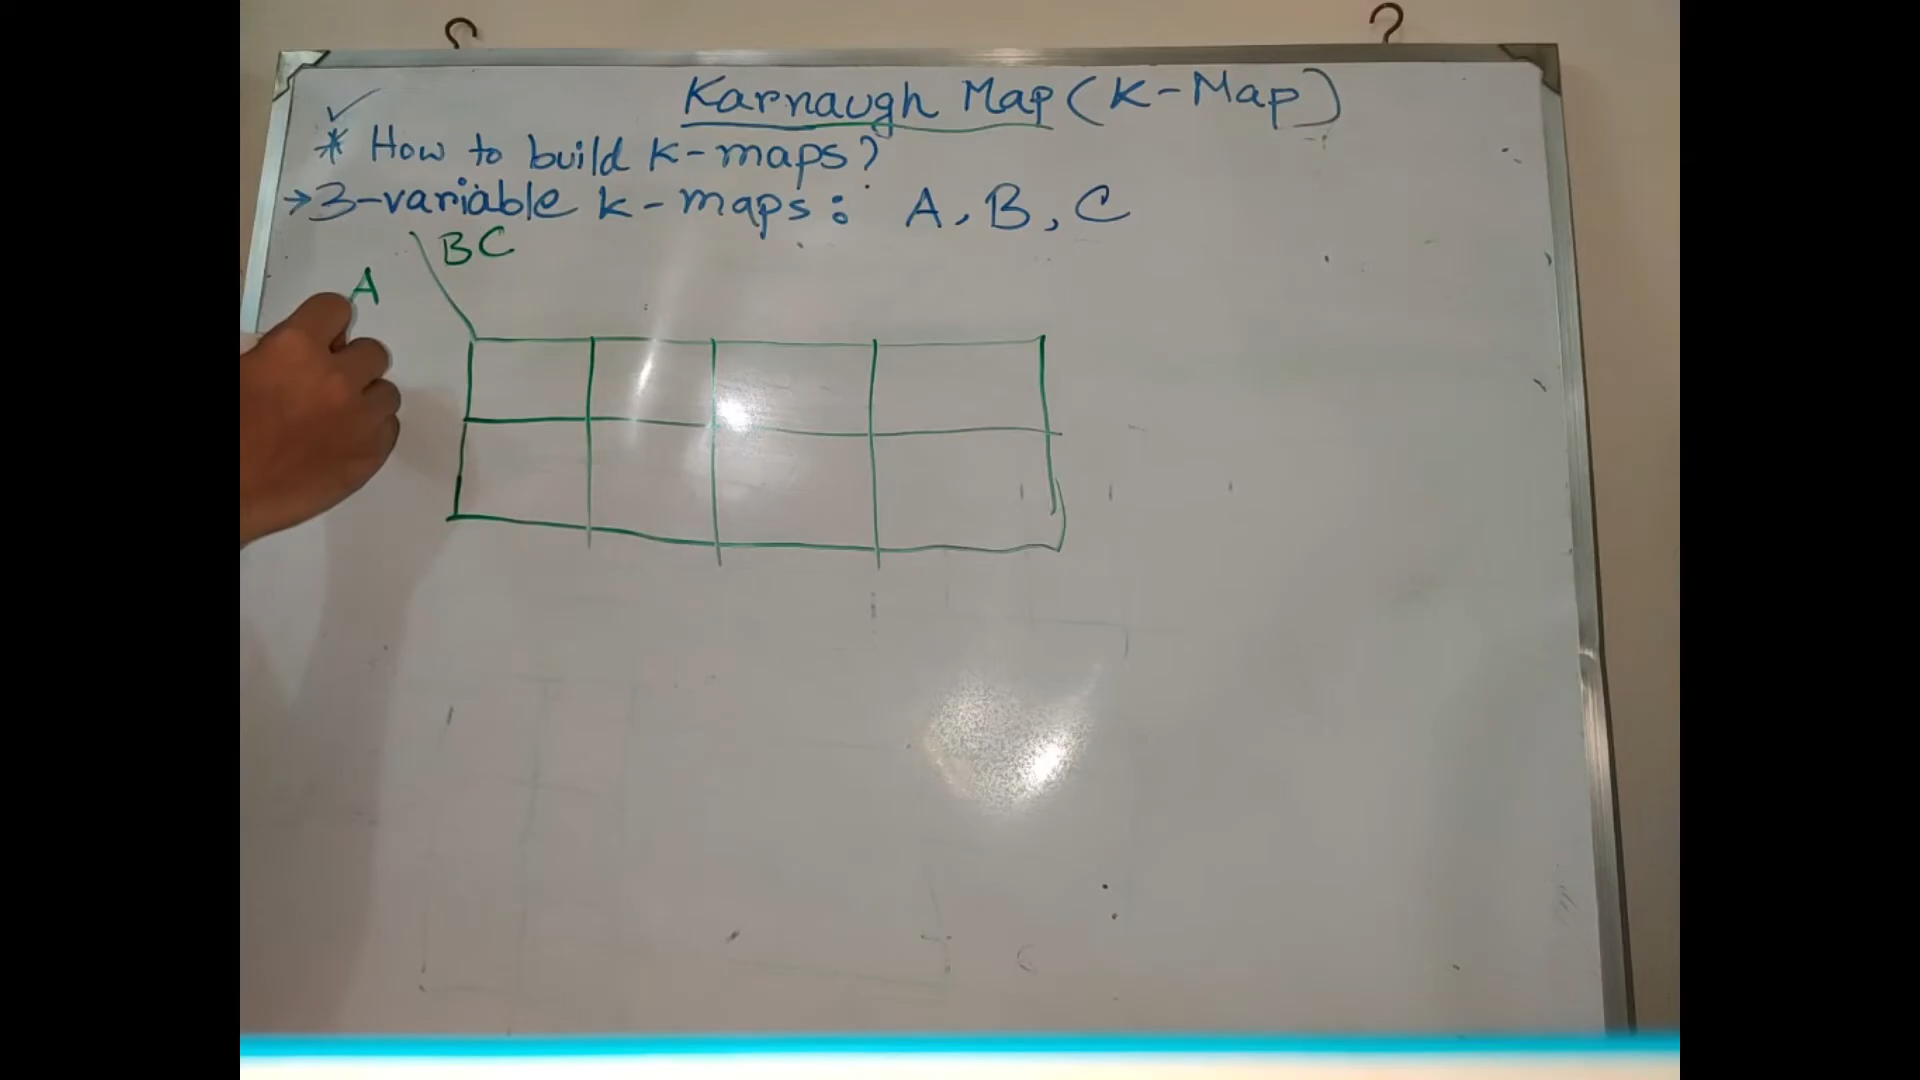 Karnaugh Map (K-Map)
* How to build K-maps?
→ 3-variable K-maps: A, B, C
BC
A